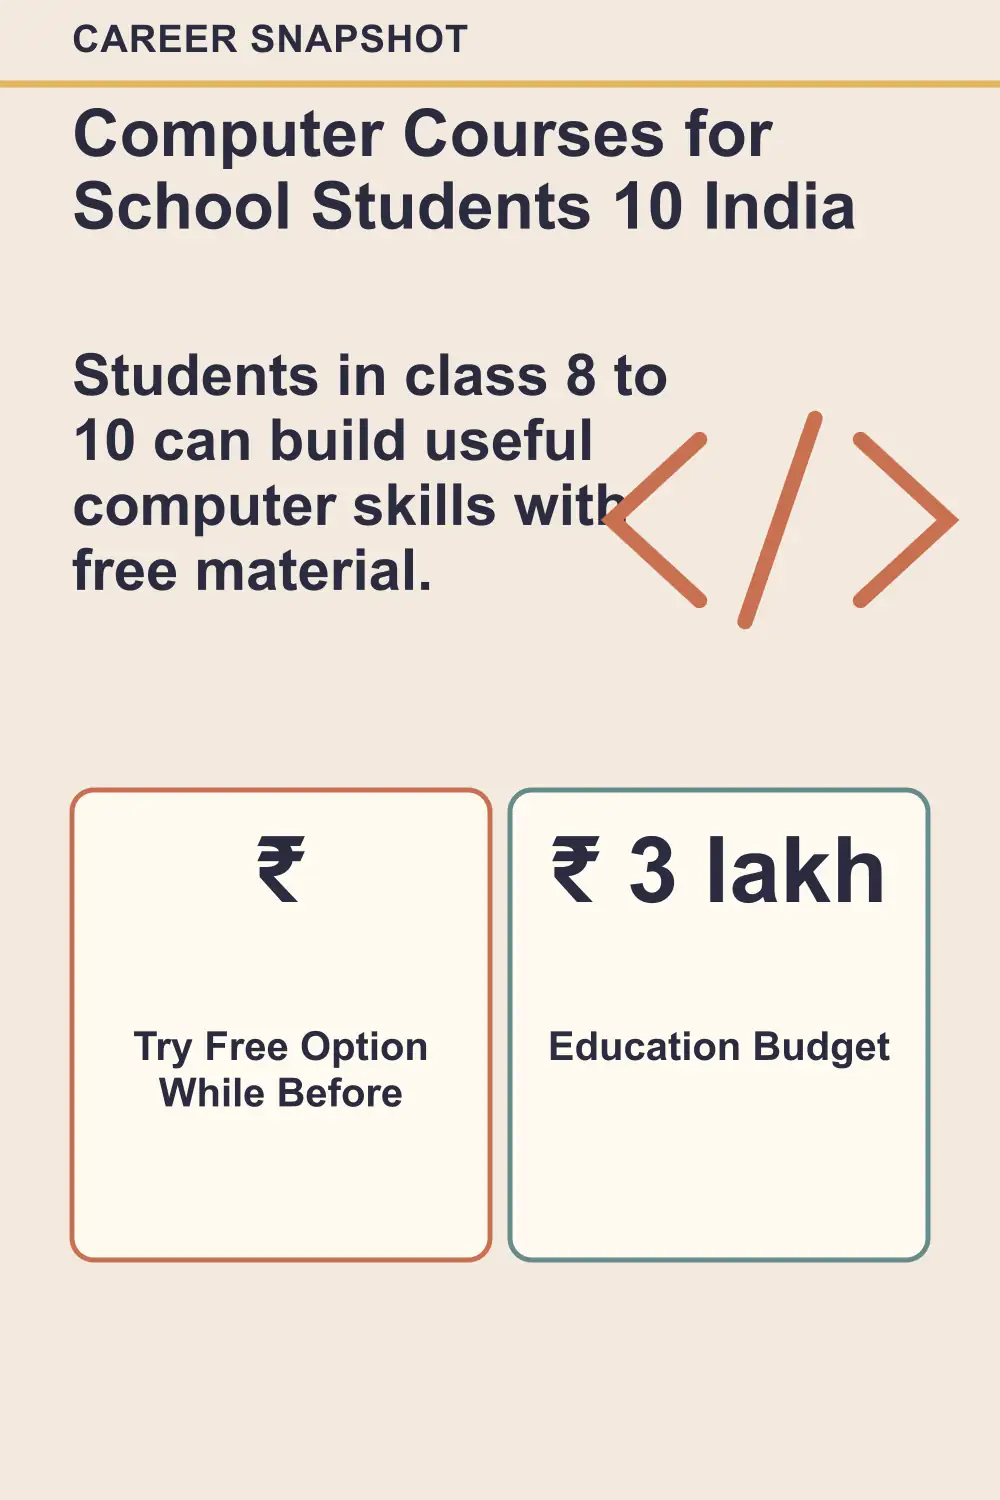 CAREER SNAPSHOT
Computer Courses for
School Students 10 India
Students in class 8 to
10 can build useful
computer skills with
free material.
₹
Try Free Option
While Before
₹ 3 lakh
Education Budget